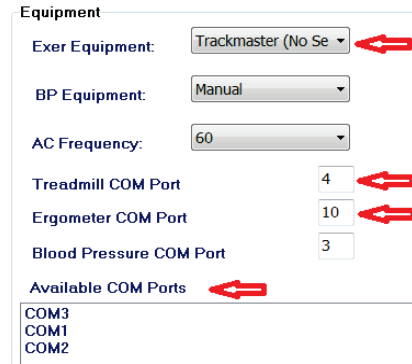 Equipment
Exer Equipment: Trackmaster (No Se
BP Equipment: Manual
AC Frequency: 60
Treadmill COM Port 4
Ergometer COM Port 10
Blood Pressure COM Port 3
Available COM Ports
COM3
COM1
COM2